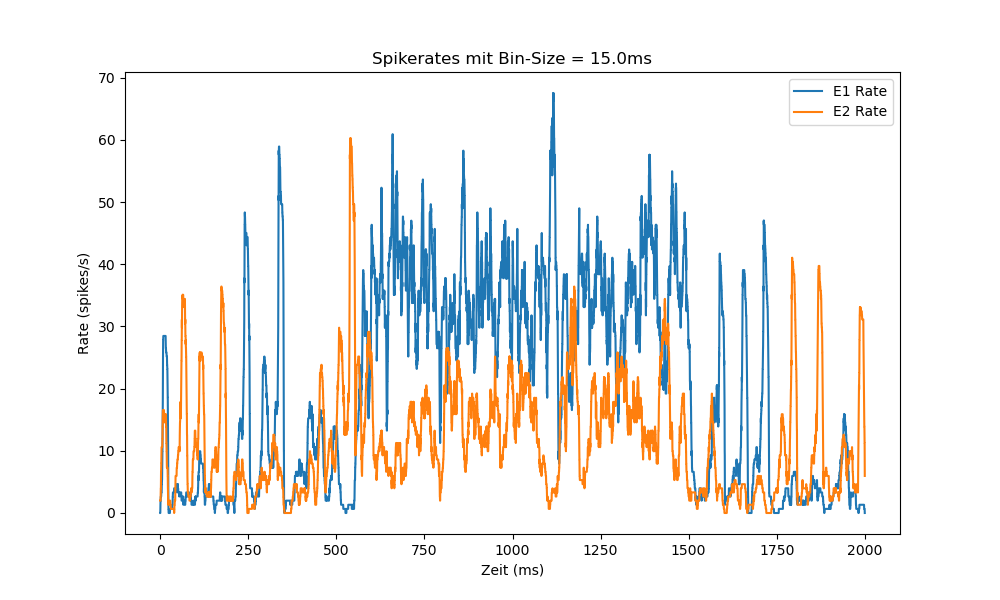 Spikerates mit Bin-Size = 15.0ms
E1 Rate
E2 Rate
Rate (spikes/s)
70
60
50
40
30
20
10
0
0 250 500 750 1000 1250 1500 1750 2000
Zeit (ms)